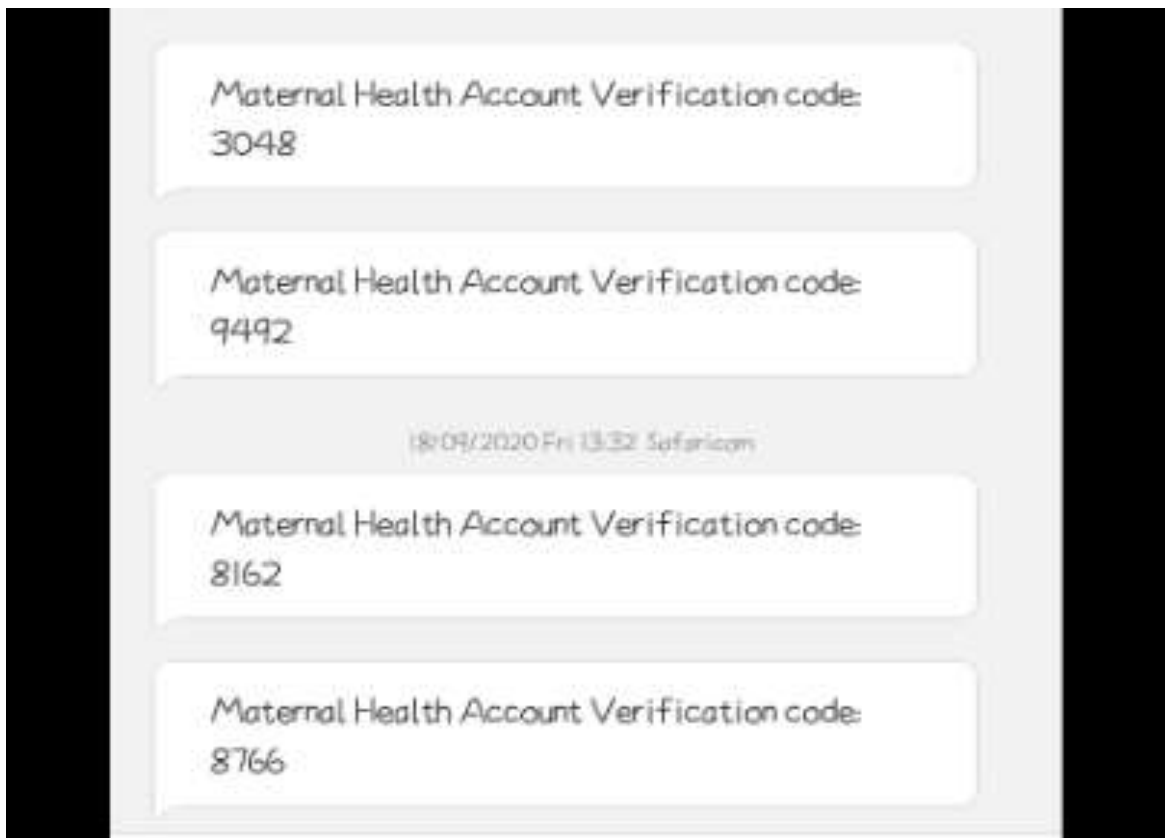 Maternal Health Account Verification code:
3048
Maternal Health Account Verification code:
9492
18/09/2020 Fri 13:32 Safaricom
Maternal Health Account Verification code:
8162
Maternal Health Account Verification code:
8766